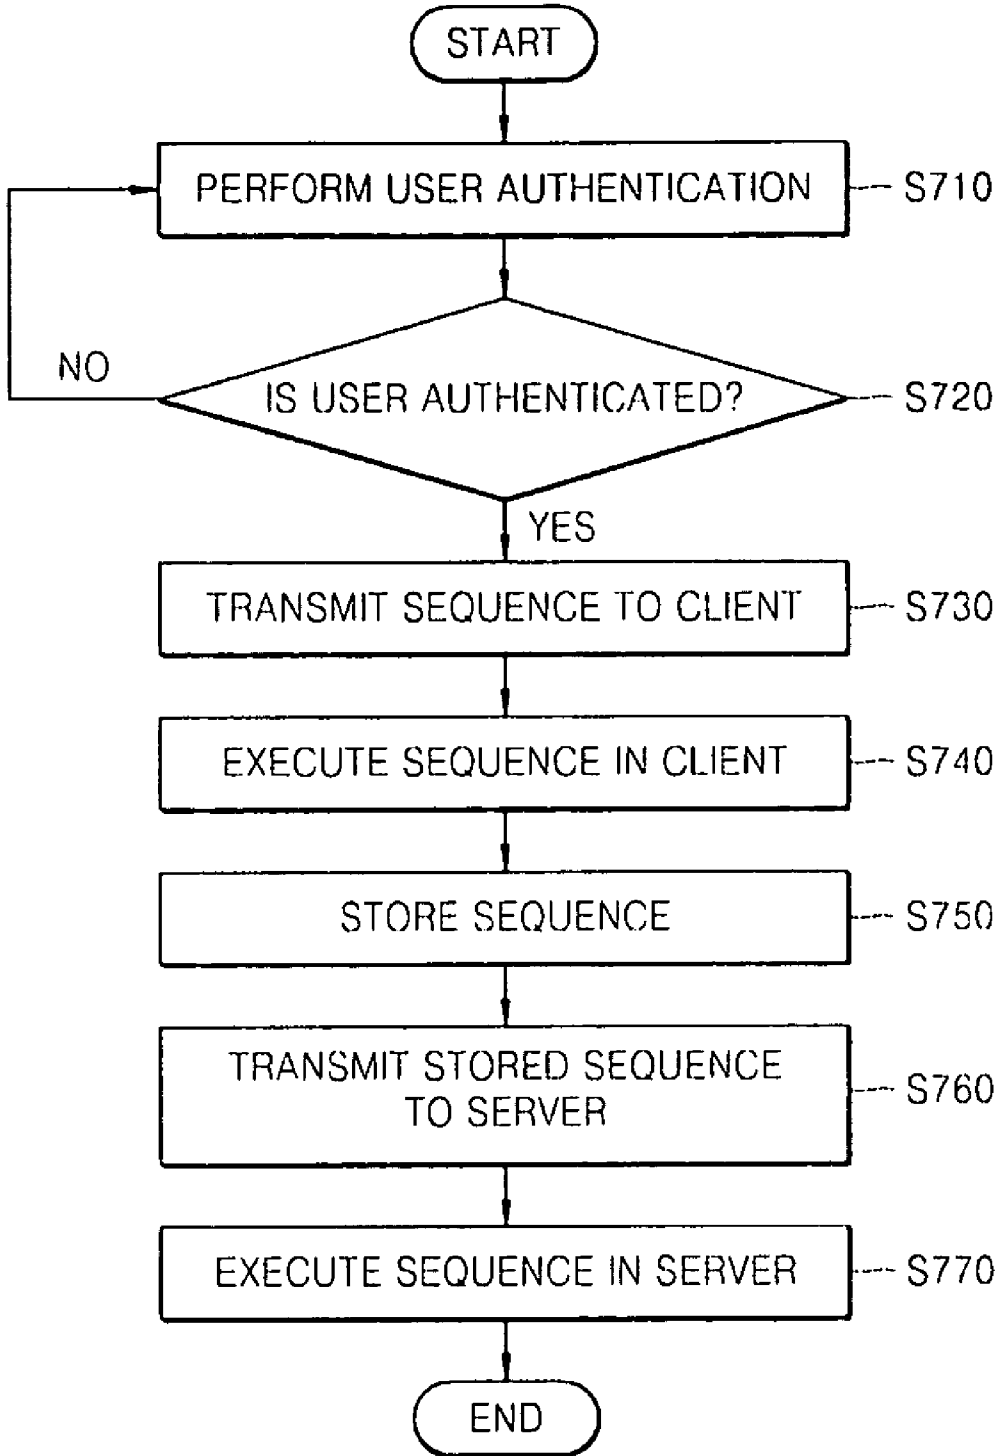 START
PERFORM USER AUTHENTICATION
S710
NO
IS USER AUTHENTICATED?
S720
YES
TRANSMIT SEQUENCE TO CLIENT
S730
EXECUTE SEQUENCE IN CLIENT
S740
STORE SEQUENCE
S750
TRANSMIT STORED SEQUENCE
TO SERVER
S760
EXECUTE SEQUENCE IN SERVER
S770
END